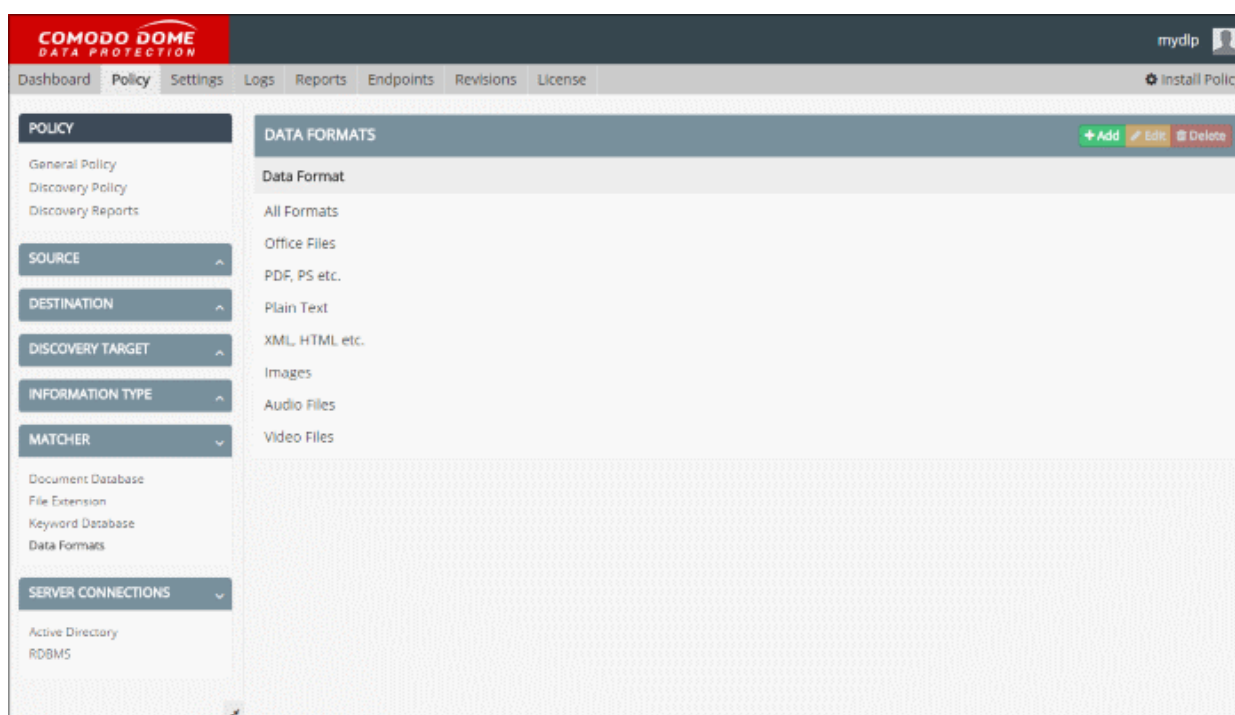 COMODO DOME
DATA PROTECTION
mydlp
Dashboard Policy Settings Logs Reports Endpoints Revisions License Install Polic
POLICY
General Policy
Discovery Policy
Discovery Reports
SOURCE
DESTINATION
DISCOVERY TARGET
INFORMATION TYPE
MATCHER
Document Database
File Extension
Keyword Database
Data Formats
SERVER CONNECTIONS
Active Directory
RDBMS
DATA FORMATS
+ Add Edit Delete
Data Format
All Formats
Office Files
PDF, PS etc.
Plain Text
XML, HTML etc.
Images
Audio Files
Video Files